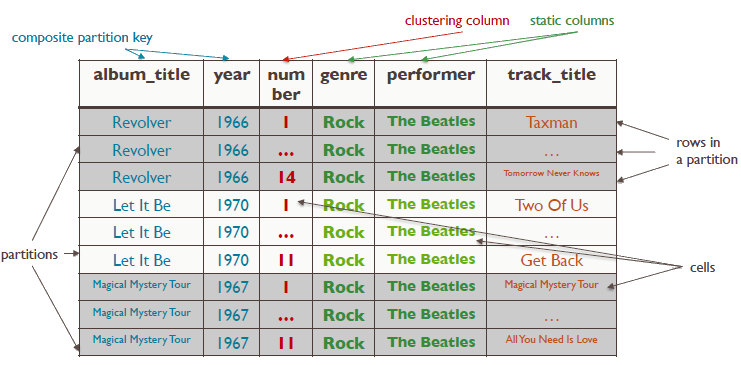 clustering column
static columns
composite partition key
album_title year num ber genre performer track_title
Revolver 1966 1 Rock The Beatles Taxman
Revolver 1966 ... Rock The Beatles ...
Revolver 1966 14 Rock The Beatles Tomorrow Never Knows
rows in
a partition
Let It Be 1970 1 Rock The Beatles Two Of Us
Let It Be 1970 ... Rock The Beatles ...
Let It Be 1970 11 Rock The Beatles Get Back
partitions
cells
Magical Mystery Tour 1967 1 Rock The Beatles Magical Mystery Tour
Magical Mystery Tour 1967 ... Rock The Beatles ...
Magical Mystery Tour 1967 11 Rock The Beatles All You Need Is Love